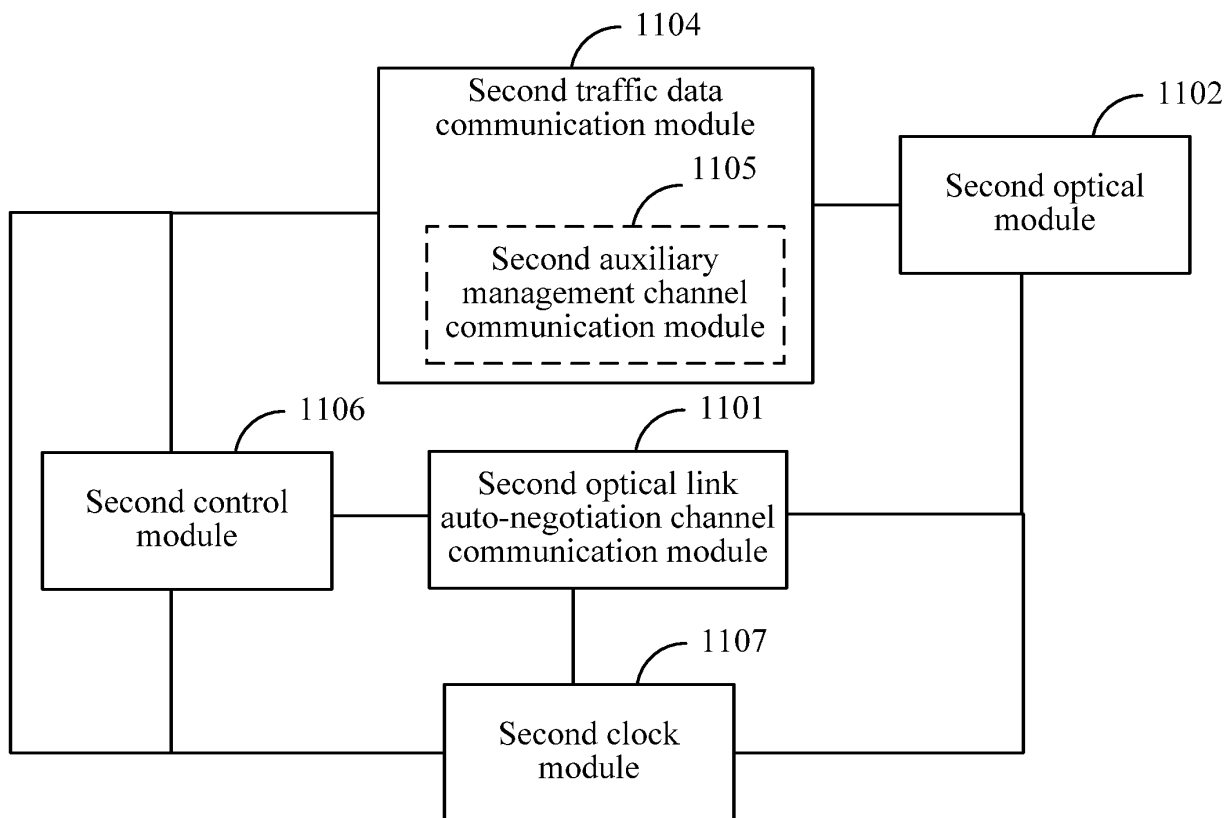 1104
Second traffic data
communication module
1102
Second optical
module
1105
Second auxiliary
management channel
communication module
1106
Second control
module
1101
Second optical link
auto-negotiation channel
communication module
1107
Second clock
module